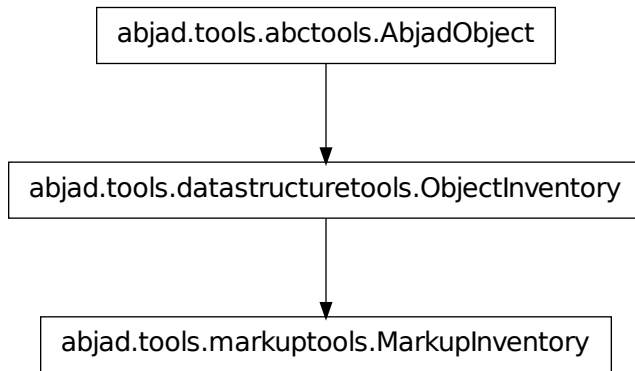 abjad.tools.abctools.AbjadObject
abjad.tools.datastructuretools.ObjectInventory
abjad.tools.markuptools.MarkupInventory